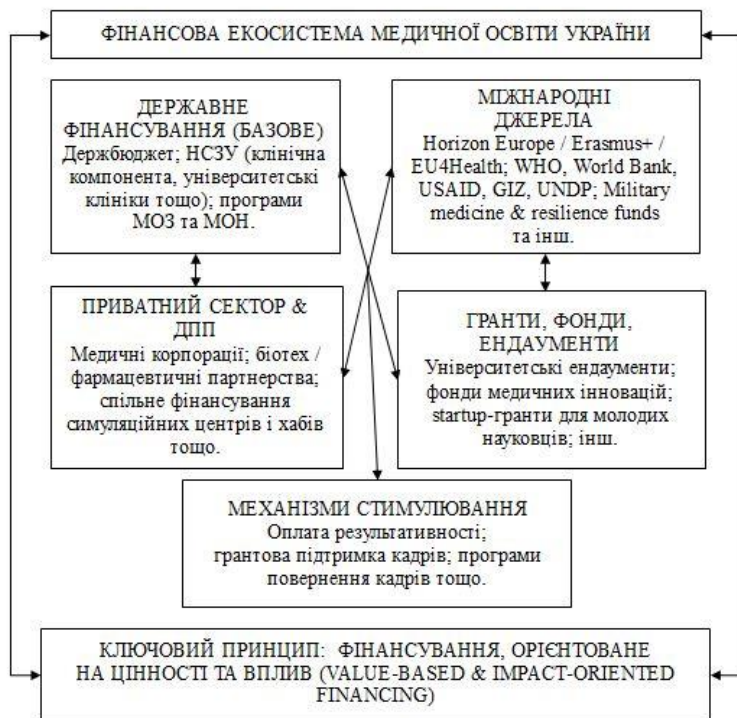 ФІНАНСОВА ЕКОСИСТЕМА МЕДИЧНОЇ ОСВІТИ УКРАЇНИ
ДЕРЖАВНЕ
ФІНАНСУВАННЯ (БАЗОВЕ)
Держбюджет; НСЗУ (клінічна
компонента, університетські
клініки тощо); програми
МОЗ та МОН.
МІЖНАРОДНІ
ДЖЕРЕЛА
Horizon Europe / Erasmus+ /
EU4Health; WHO, World Bank,
USAID, GIZ, UNDP; Military
medicine & resilience funds
та інш.
ПРИВАТНИЙ СЕКТОР &
ДПП
Медичні корпорації; біотех /
фармацевтичні партнерства;
спільне фінансування
симуляційних центрів і хабів
тощо.
ГРАНТИ, ФОНДИ,
ЕНДАУМЕНТИ
Університетські ендаументи;
фонди медичних інновацій;
startup-гранти для молодих
науковців; інш.
МЕХАНІЗМИ СТИМУЛЮВАННЯ
Оплата результативності;
грантова підтримка кадрів; програми
повернення кадрів тощо.
КЛЮЧОВИЙ ПРИНЦИП: ФІНАНСУВАННЯ, ОРІЄНТОВАНЕ
НА ЦІННОСТІ ТА ВПЛИВ (VALUE-BASED & IMPACT-ORIENTED
FINANCING)